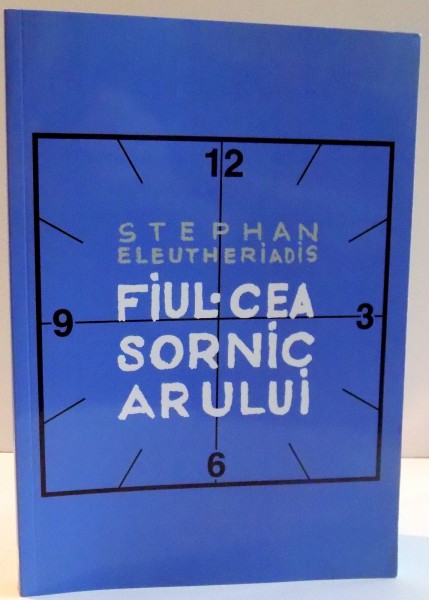 12
STEPHAN
ELEUTHERIADIS
FIUL·CEA
9
3
SORNIC
ARULUI
6